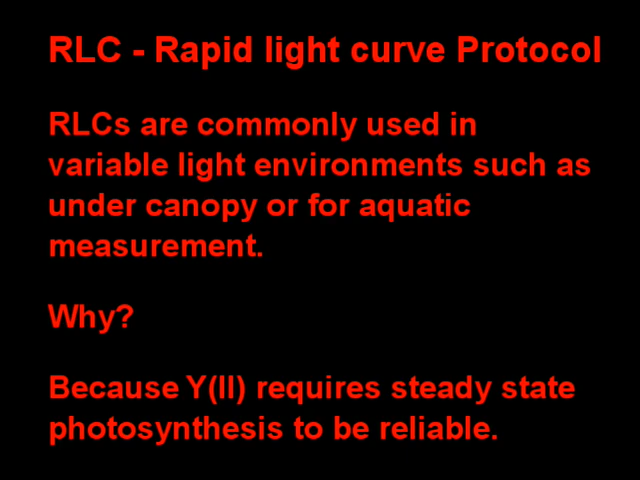 RLC - Rapid light curve Protocol
RLCs are commonly used in
variable light environments such as
under canopy or for aquatic
measurement.
Why?
Because Y(II) requires steady state
photosynthesis to be reliable.